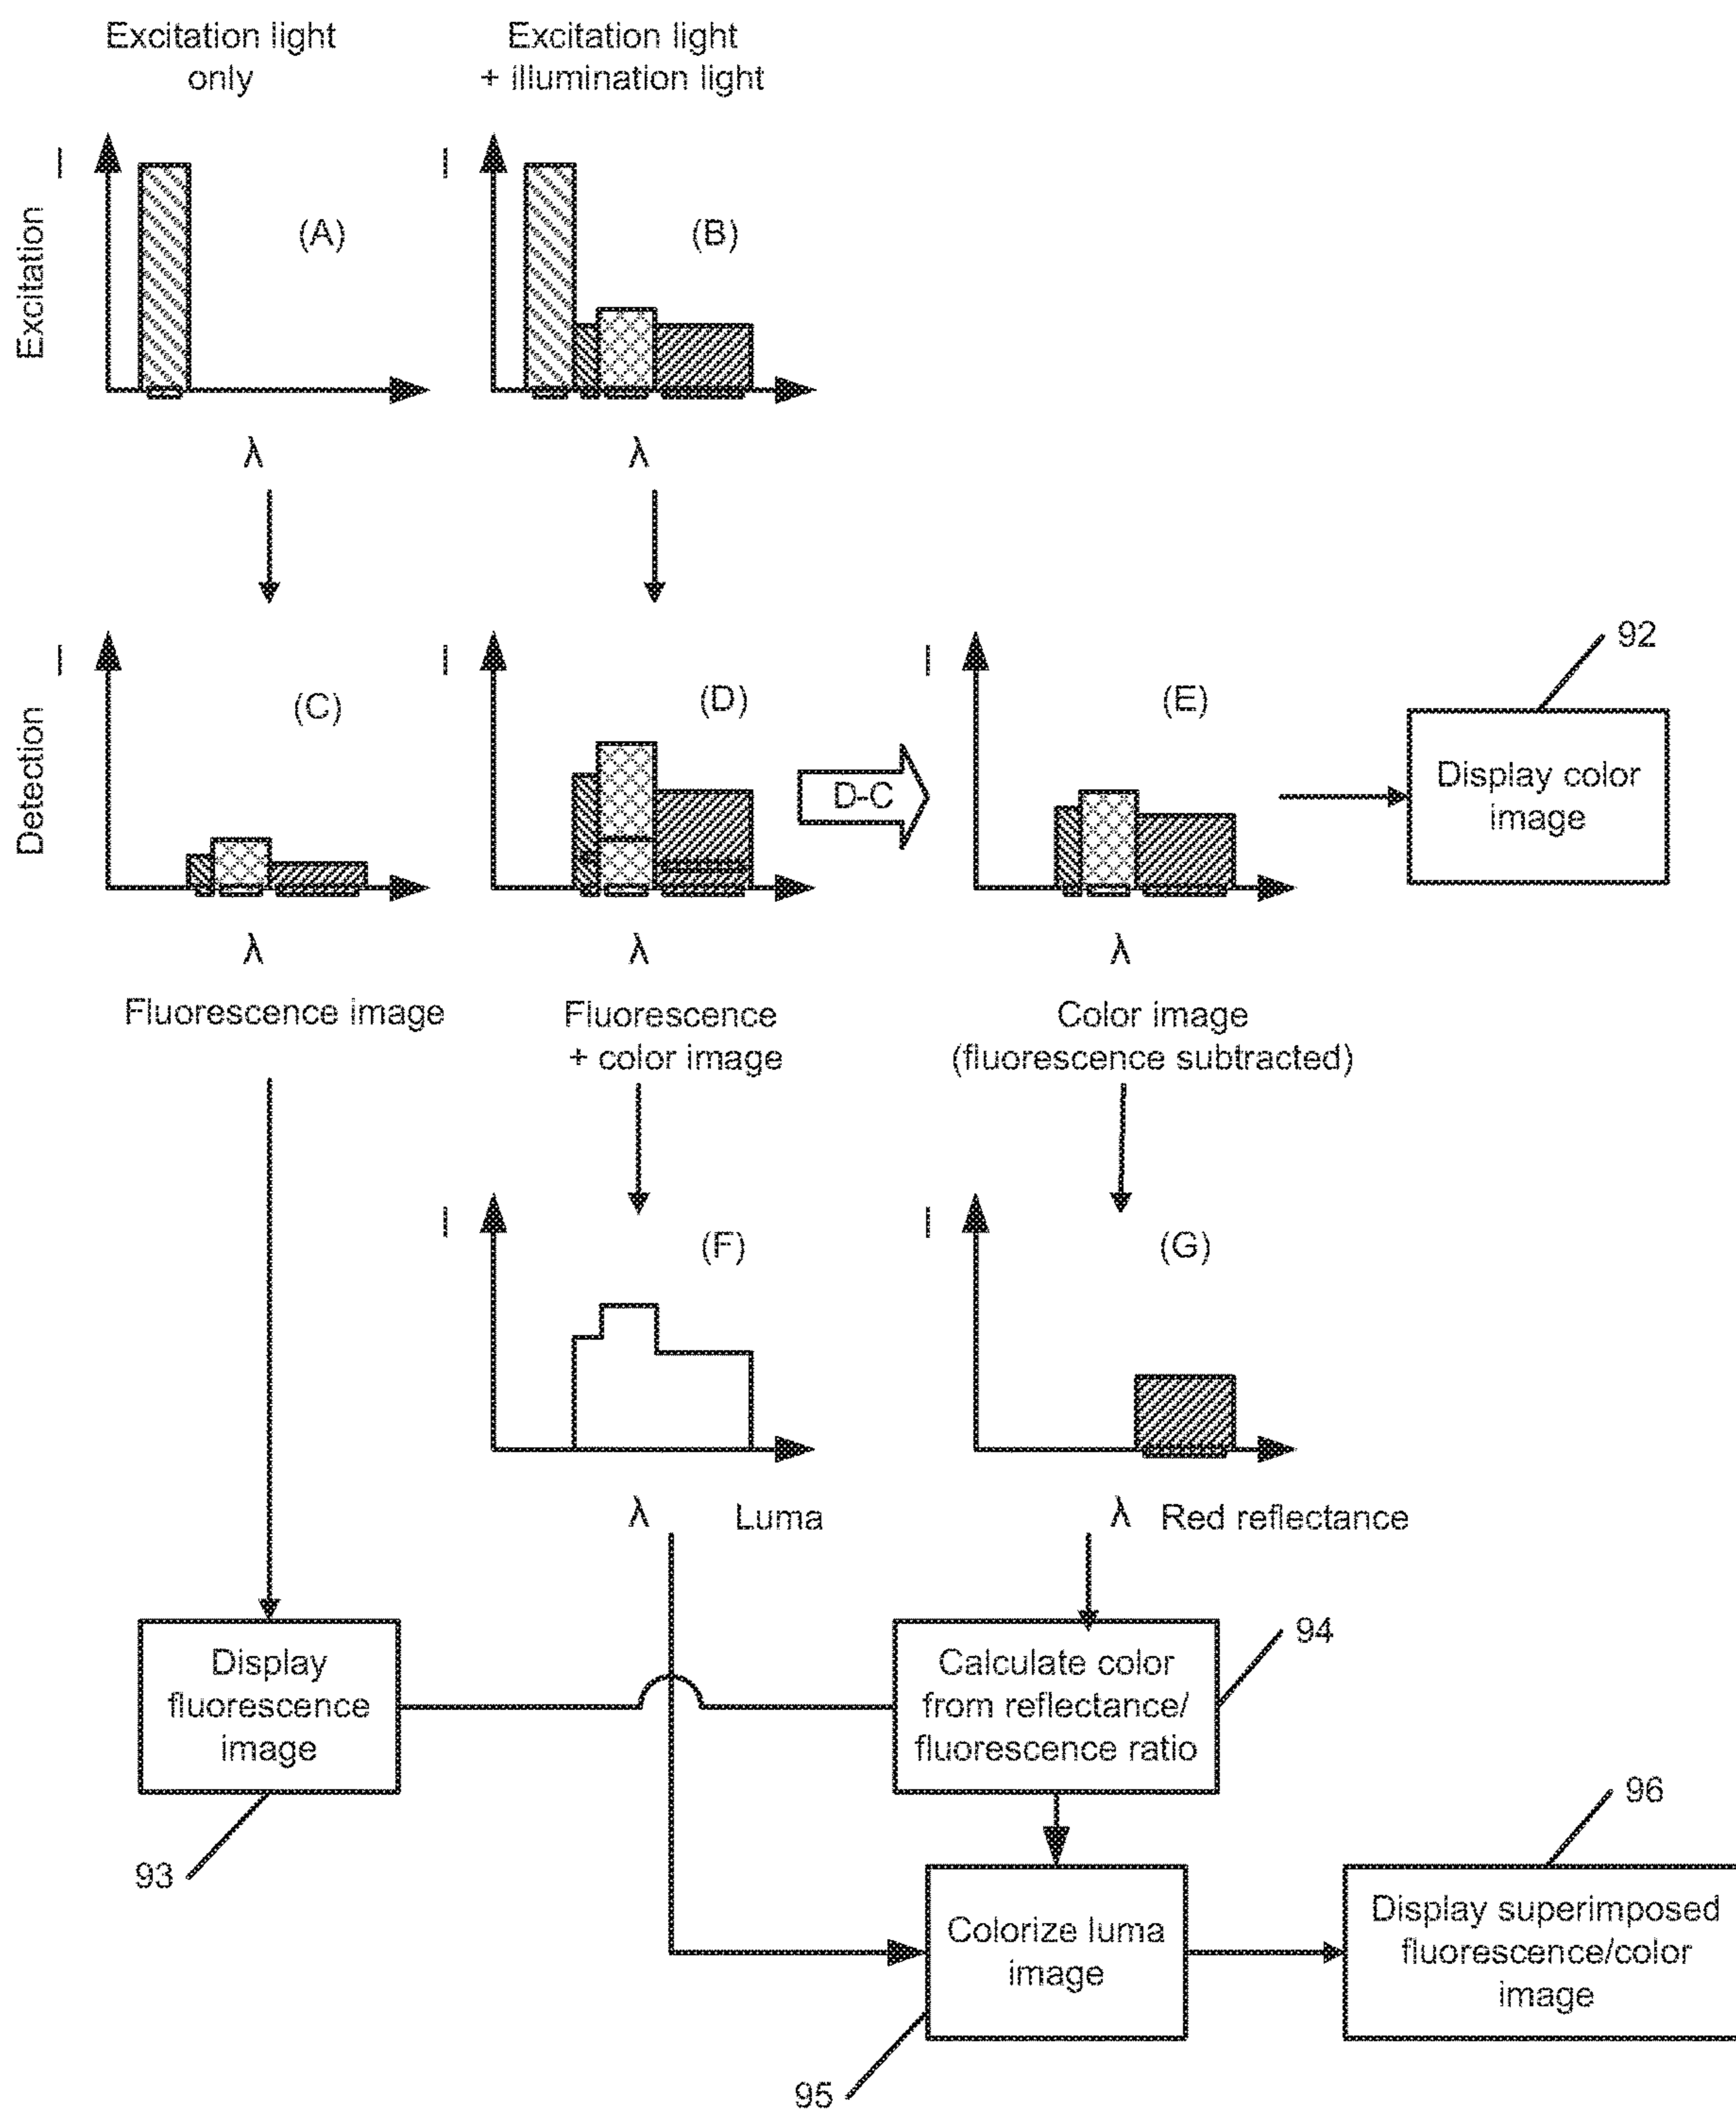 Excitation light
only
Excitation light
+ illumination light
I
I
Excitation
(A)
(B)
λ
λ
92
I
I
I
Detection
(C)
(D)
(E)
D-C
Display color
image
λ
λ
λ
Fluorescence image
Fluorescence
+ color image
Color image
(fluorescence subtracted)
I
I
(F)
(G)
λ
Luma
λ
Red reflectance
94
Display
fluorescence
image
Calculate color
from reflectance/
fluorescence ratio
93
96
Colorize luma
image
Display superimposed
fluorescence/color
image
95